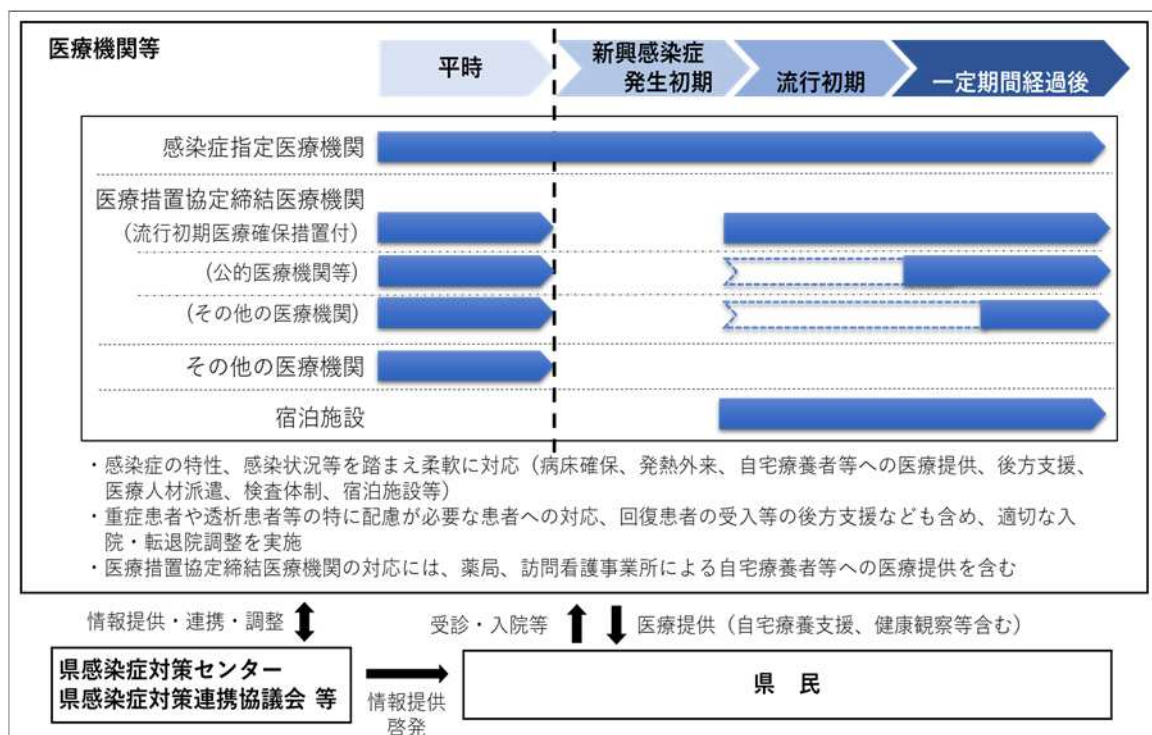 医療機関等
平時
新興感染症
発生初期
流行初期
一定期間経過後
感染症指定医療機関
医療措置協定締結医療機関
(流行初期医療確保措置付)
(公的医療機関等)
(その他の医療機関)
その他の医療機関
宿泊施設
・感染症の特性、感染状況等を踏まえ柔軟に対応（病床確保、発熱外来、自宅療養者等への医療提供、後方支援、
医療人材派遣、検査体制、宿泊施設等）
・重症患者や透析患者等の特に配慮が必要な患者への対応、回復患者の受入等の後方支援なども含め、適切な入
院・転退院調整を実施
・医療措置協定締結医療機関の対応には、薬局、訪問看護事業所による自宅療養者等への医療提供を含む
情報提供・連携・調整
受診・入院等
医療提供（自宅療養支援、健康観察等含む）
県感染症対策センター
県感染症対策連携協議会 等
情報提供
啓発
県 民